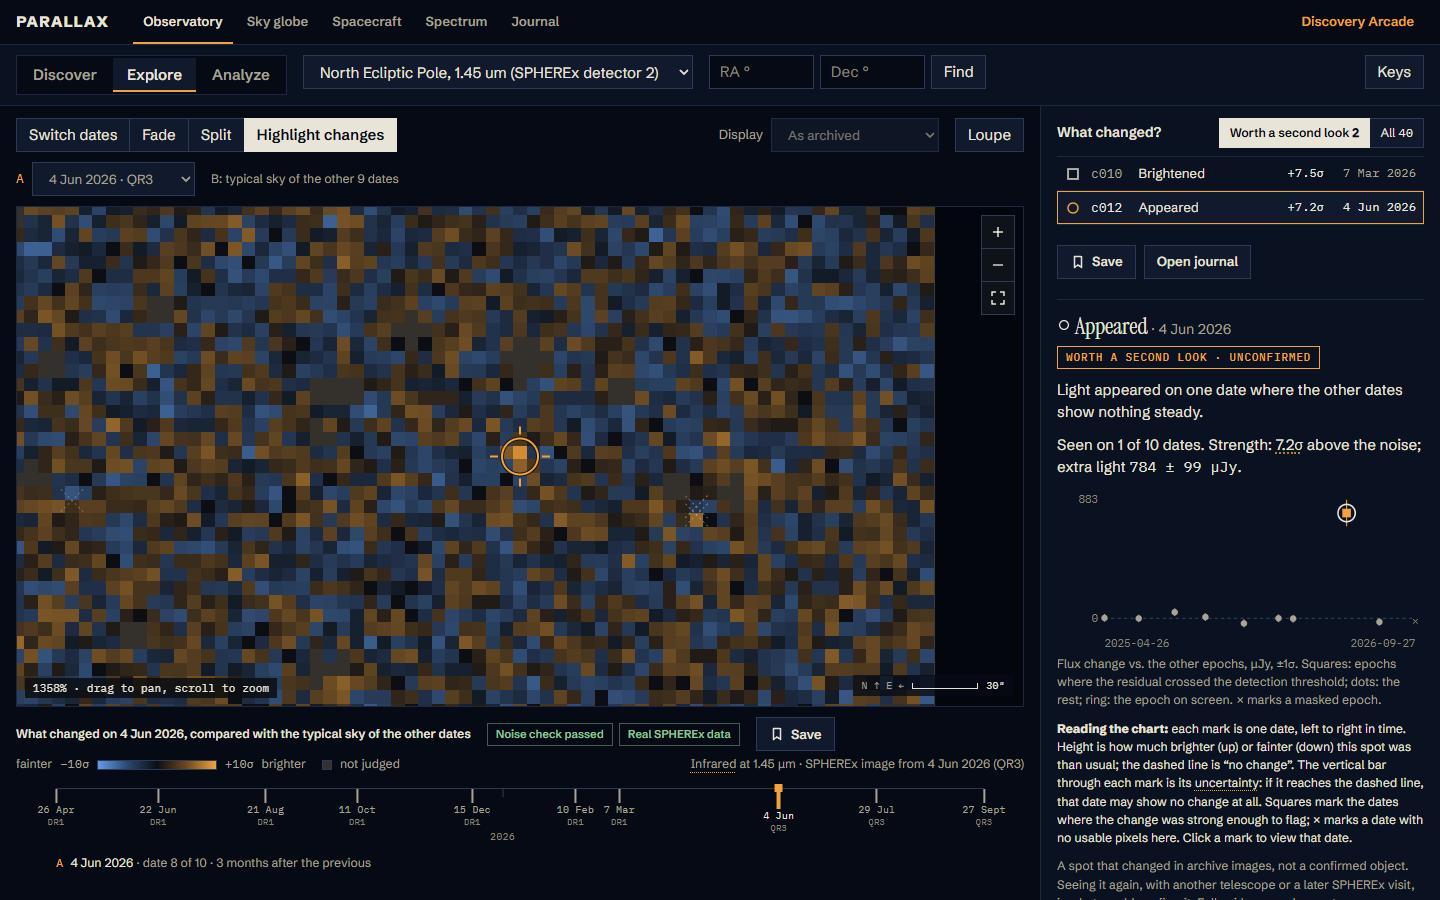 PARALLAX
Observatory
Sky globe
Spacecraft
Spectrum
Journal
Discovery Arcade
Discover
Explore
Analyze
North Ecliptic Pole, 1.45 um (SPHEREx detector 2)
RA °
Dec °
Find
Keys
Switch dates
Fade
Split
Highlight changes
Display
As archived
Loupe
A
4 Jun 2026 · QR3
B: typical sky of the other 9 dates
+
−
1358% · drag to pan, scroll to zoom
N ↑ E ←
30"
What changed on 4 Jun 2026, compared with the typical sky of the other dates
Noise check passed
Real SPHEREx data
Save
fainter −10σ
+10σ brighter
not judged
Infrared at 1.45 µm · SPHEREx image from 4 Jun 2026 (QR3)
26 Apr
DR1
22 Jun
DR1
21 Aug
DR1
11 Oct
DR1
15 Dec
DR1
2026
10 Feb
DR1
7 Mar
DR1
4 Jun
QR3
29 Jul
QR3
27 Sept
QR3
A 4 Jun 2026 · date 8 of 10 · 3 months after the previous
What changed?
Worth a second look 2
All 40
c010 Brightened +7.5σ 7 Mar 2026
c012 Appeared +7.2σ 4 Jun 2026
Save
Open journal
Appeared · 4 Jun 2026
WORTH A SECOND LOOK · UNCONFIRMED
Light appeared on one date where the other dates
show nothing steady.
Seen on 1 of 10 dates. Strength: 7.2σ above the noise;
extra light 784 ± 99 µJy.
883
0
×
2025-04-26
2026-09-27
Flux change vs. the other epochs, µJy, ±1σ. Squares: epochs
where the residual crossed the detection threshold; dots: the
rest; ring: the epoch on screen. × marks a masked epoch.
Reading the chart: each mark is one date, left to right in time.
Height is how much brighter (up) or fainter (down) this spot was
than usual; the dashed line is “no change”. The vertical bar
through each mark is its uncertainty: if it reaches the dashed line,
that date may show no change at all. Squares mark the dates
where the change was strong enough to flag; × marks a date with
no usable pixels here. Click a mark to view that date.
A spot that changed in archive images, not a confirmed object.
Seeing it again, with another telescope or a later SPHEREx visit,